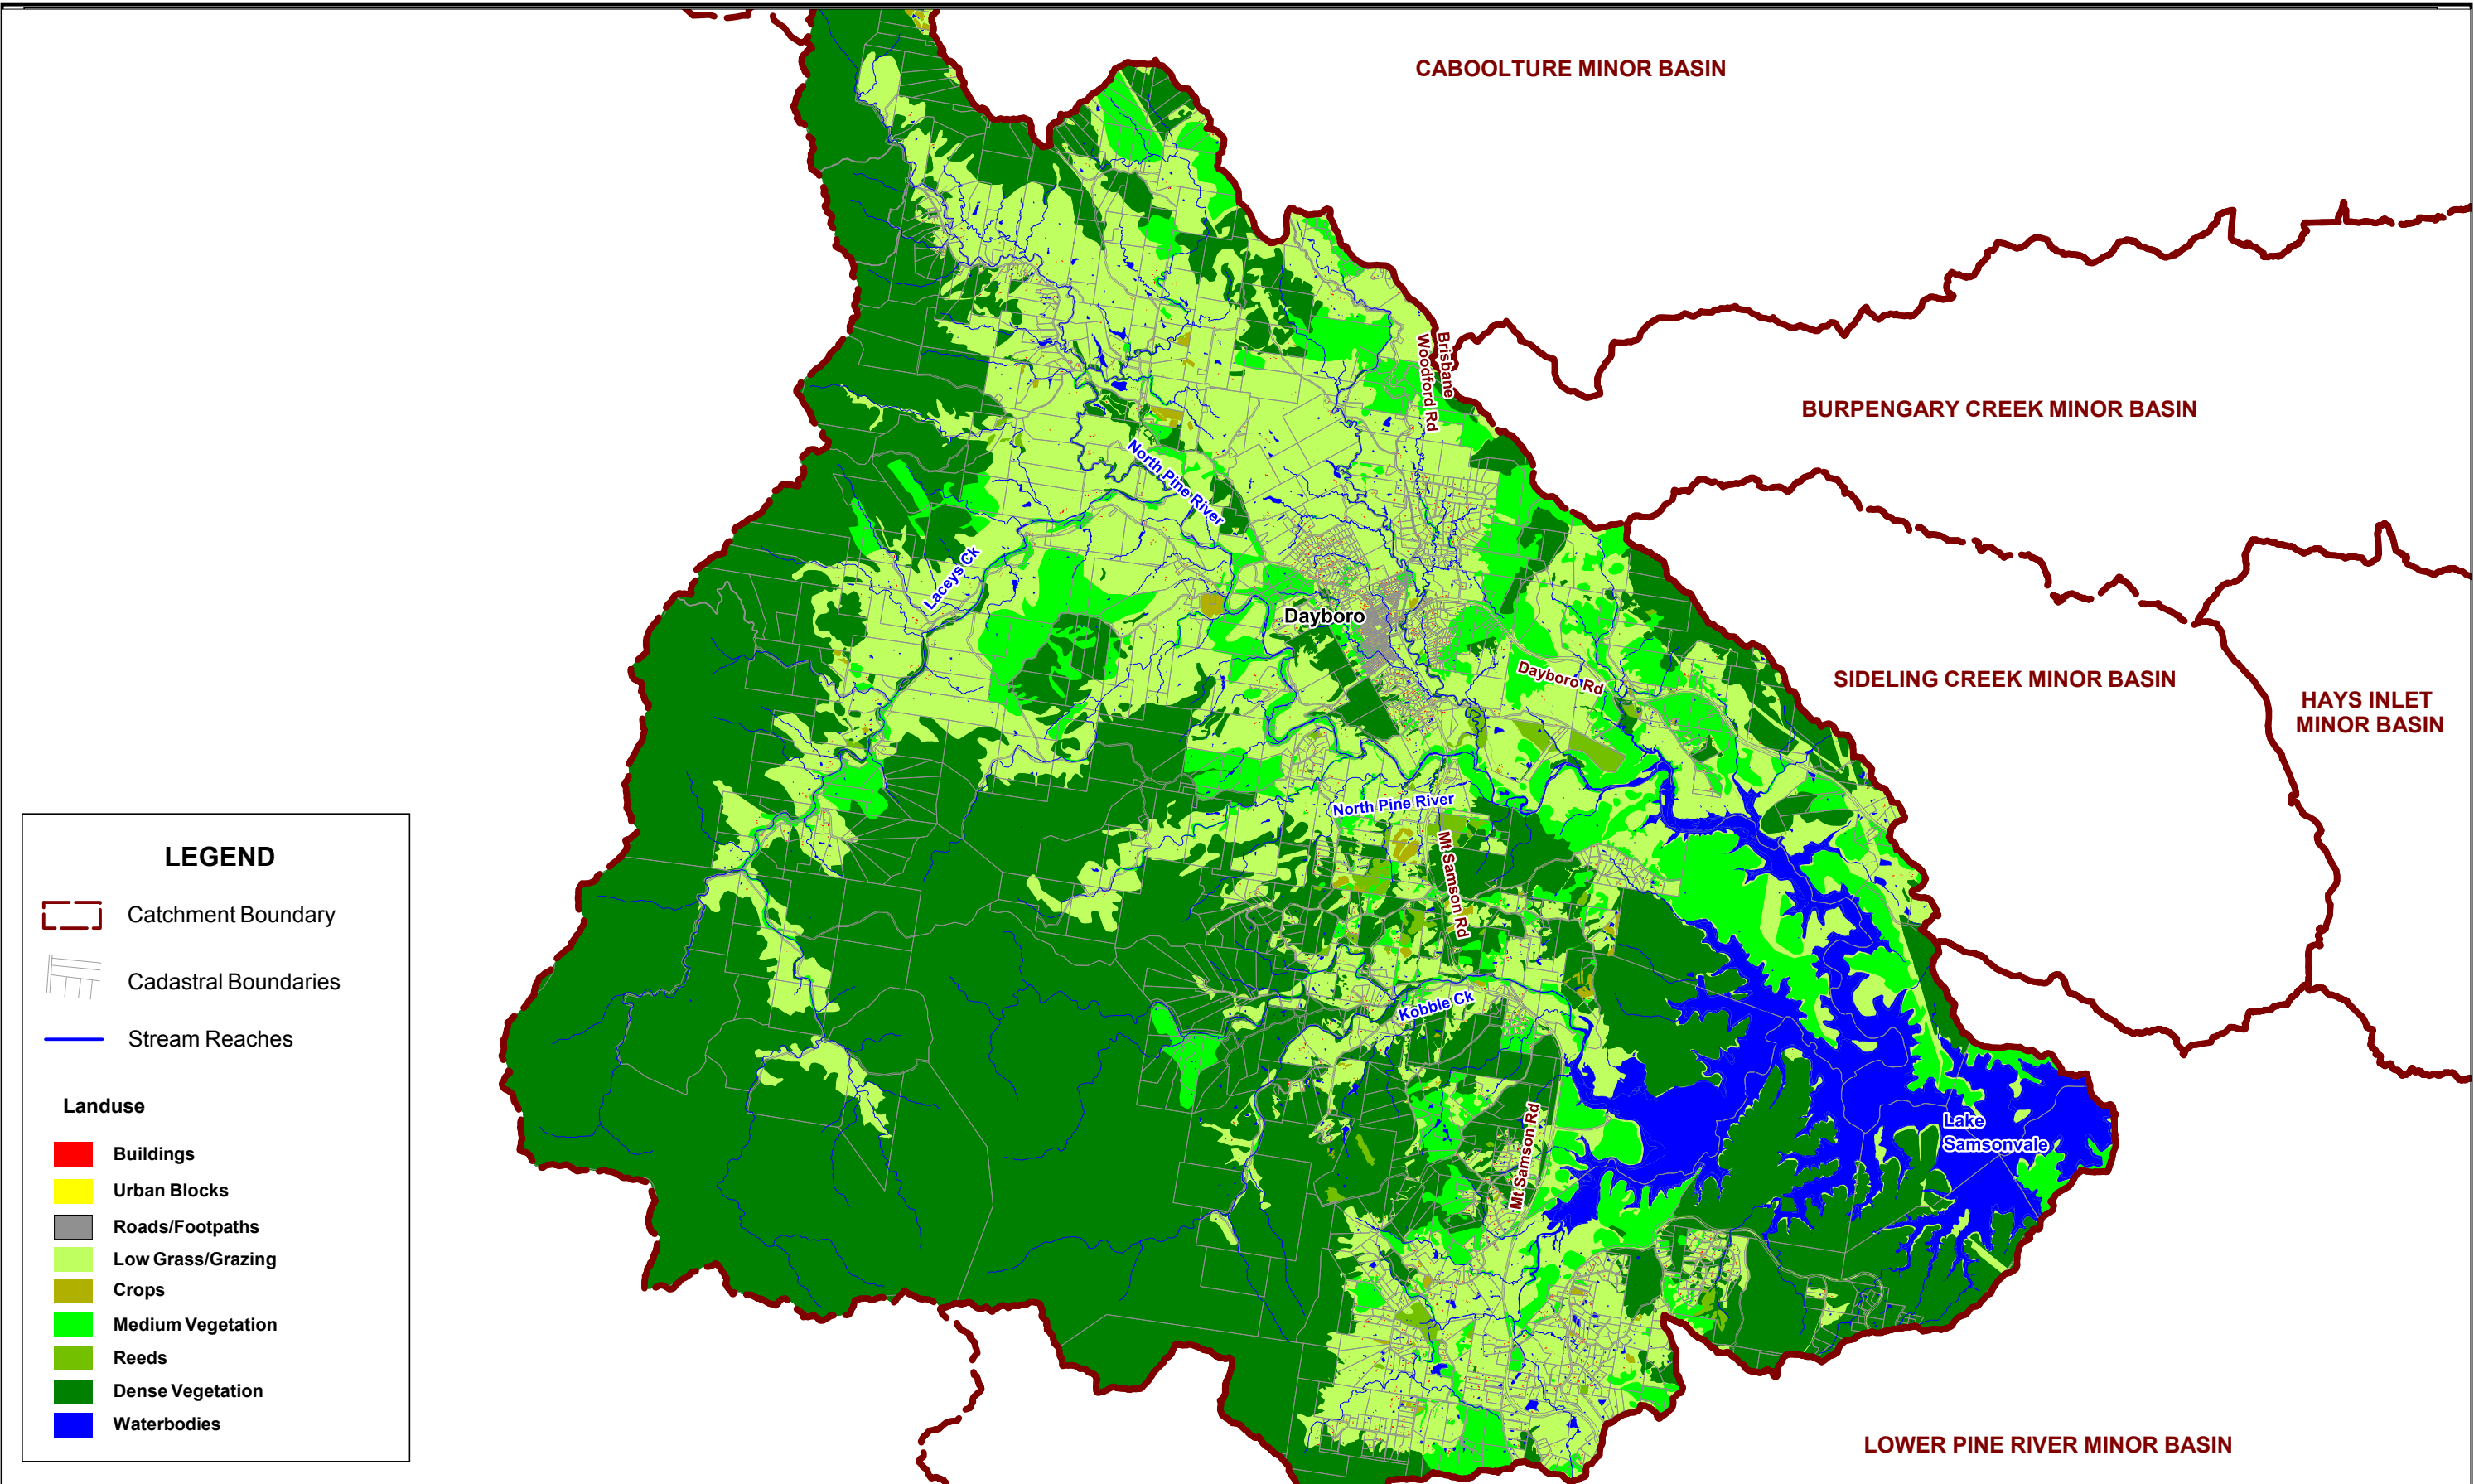 CABOOLTURE MINOR BASIN
Brisbane
Woodford Rd
BURPENGARY CREEK MINOR BASIN
North Pine River
Laceys Ck
Dayboro
Dayboro Rd
SIDELING CREEK MINOR BASIN
HAYS INLET
MINOR BASIN
North Pine River
Mt Samson Rd
Kobble Ck
Mt Samson Rd
Lake
Samsonvale
LOWER PINE RIVER MINOR BASIN
LEGEND
Catchment Boundary
Cadastral Boundaries
Stream Reaches
Landuse
Buildings
Urban Blocks
Roads/Footpaths
Low Grass/Grazing
Crops
Medium Vegetation
Reeds
Dense Vegetation
Waterbodies